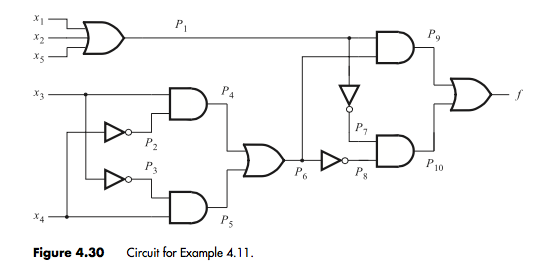 x1
P1
P9
x2
x5
x3
P4
f
P7
P2
P3
P6
P8
P10
x4
P5
Figure 4.30 Circuit for Example 4.11.